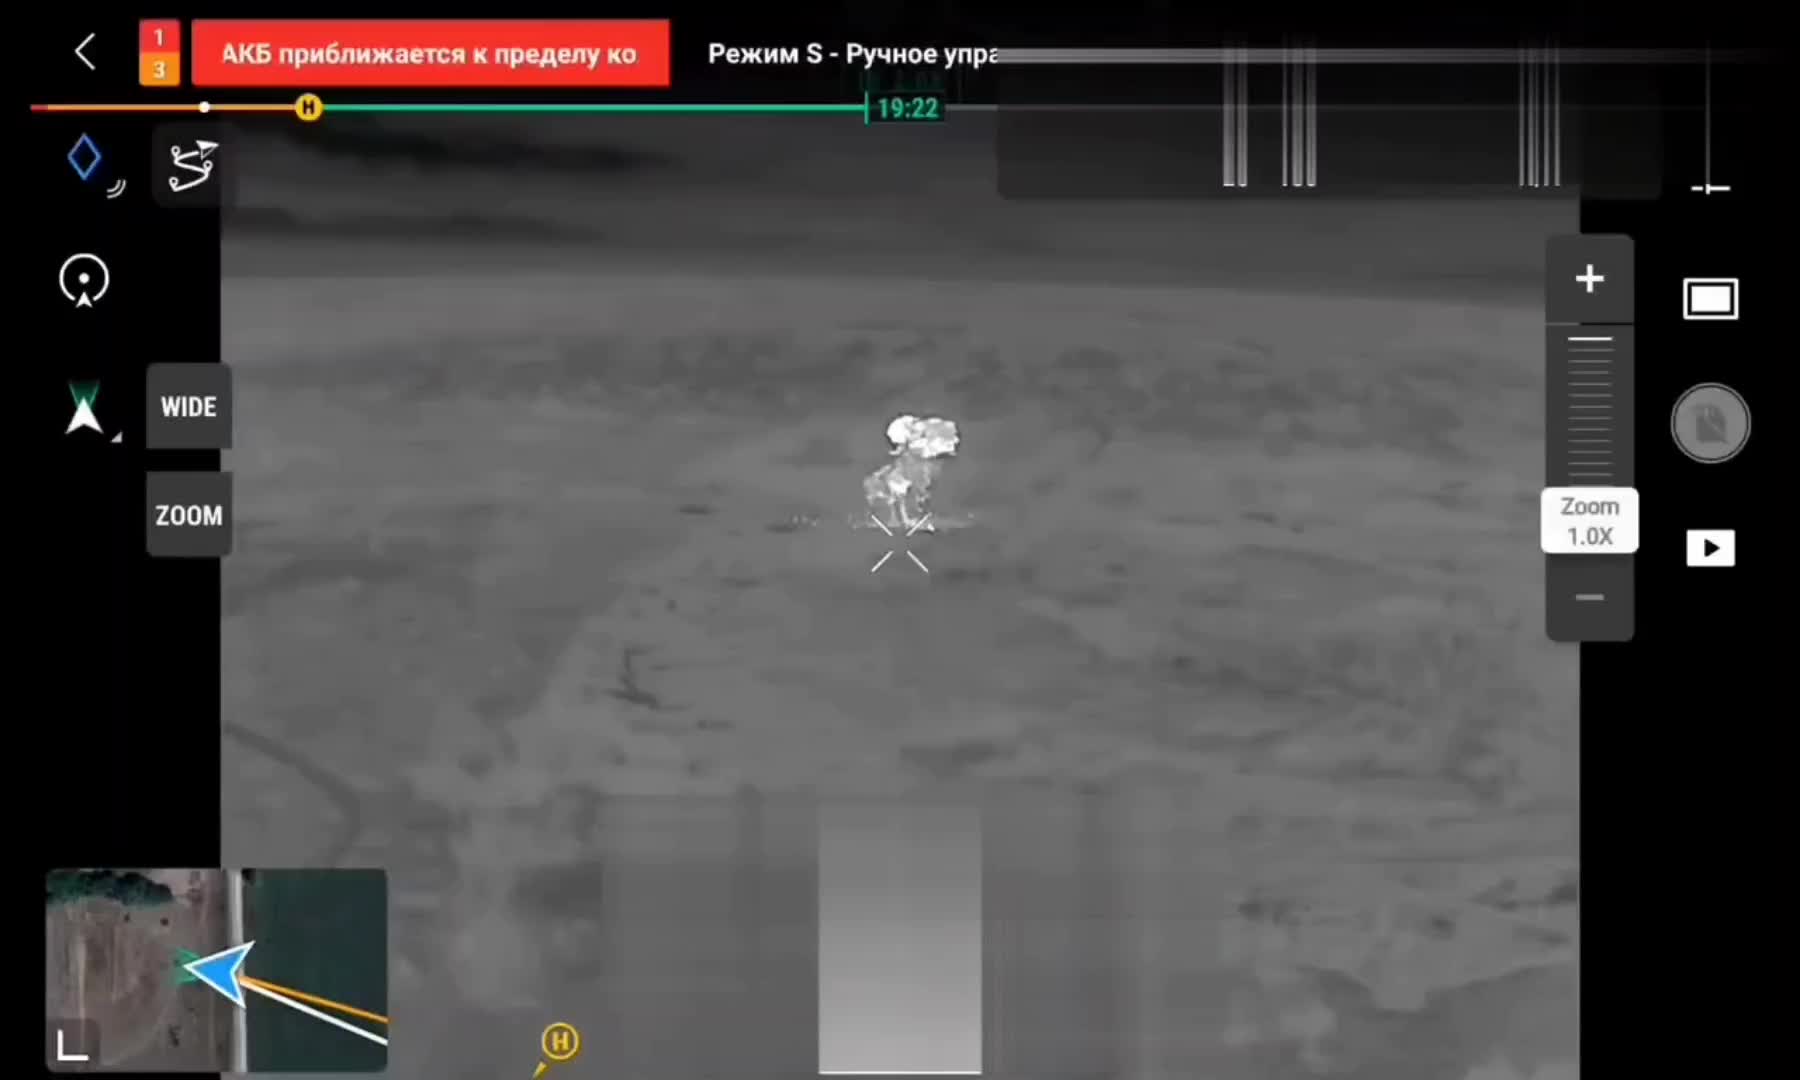 1
3
АКБ приближается к пределу ко
Режим S - Ручное упра
H
19:22
WIDE
ZOOM
Zoom
1.0X
H